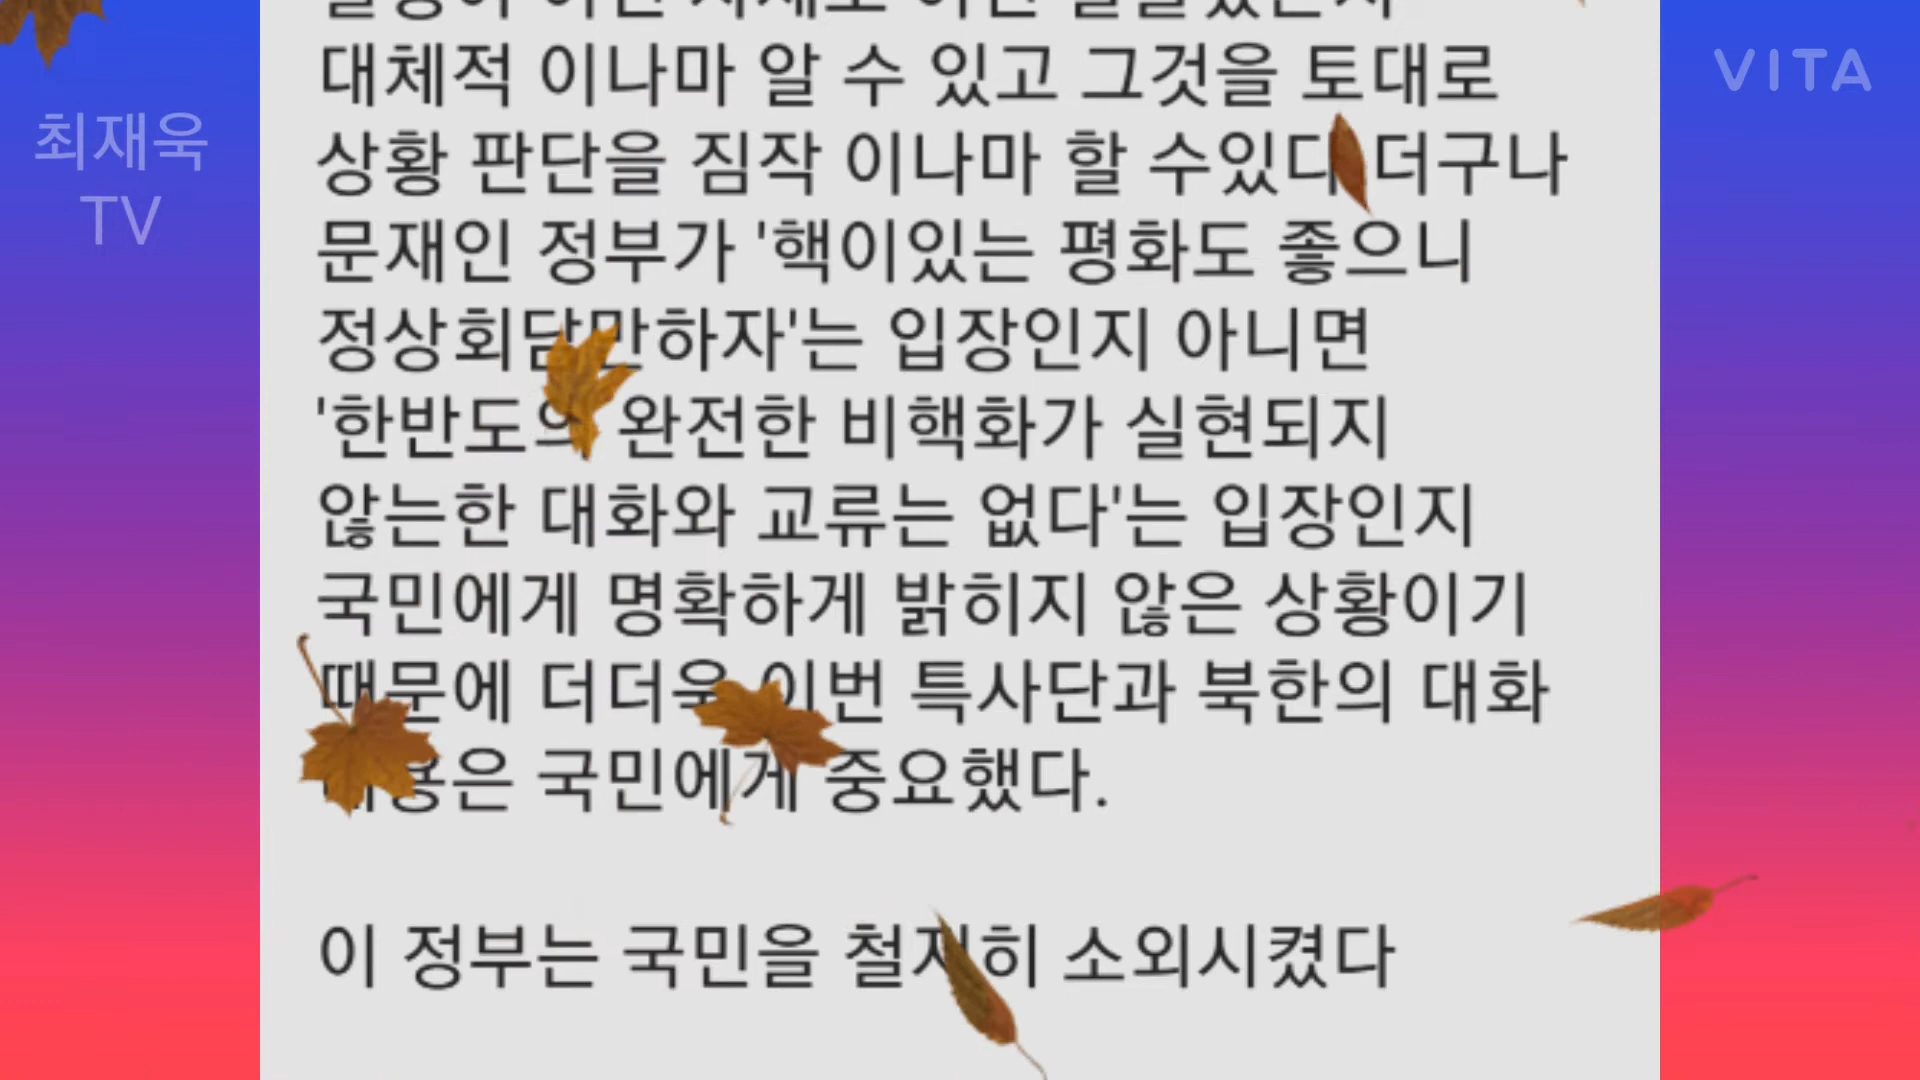 최재욱
TV
VITA
대체적 이나마 알 수 있고 그것을 토대로
상황 판단을 짐작 이나마 할 수있다 더구나
문재인 정부가 '핵이있는 평화도 좋으니
정상회담만하자'는 입장인지 아니면
'한반도의 완전한 비핵화가 실현되지
않는한 대화와 교류는 없다'는 입장인지
국민에게 명확하게 밝히지 않은 상황이기
때문에 더더욱 이번 특사단과 북한의 대화
내용은 국민에게 중요했다.
이 정부는 국민을 철저히 소외시켰다